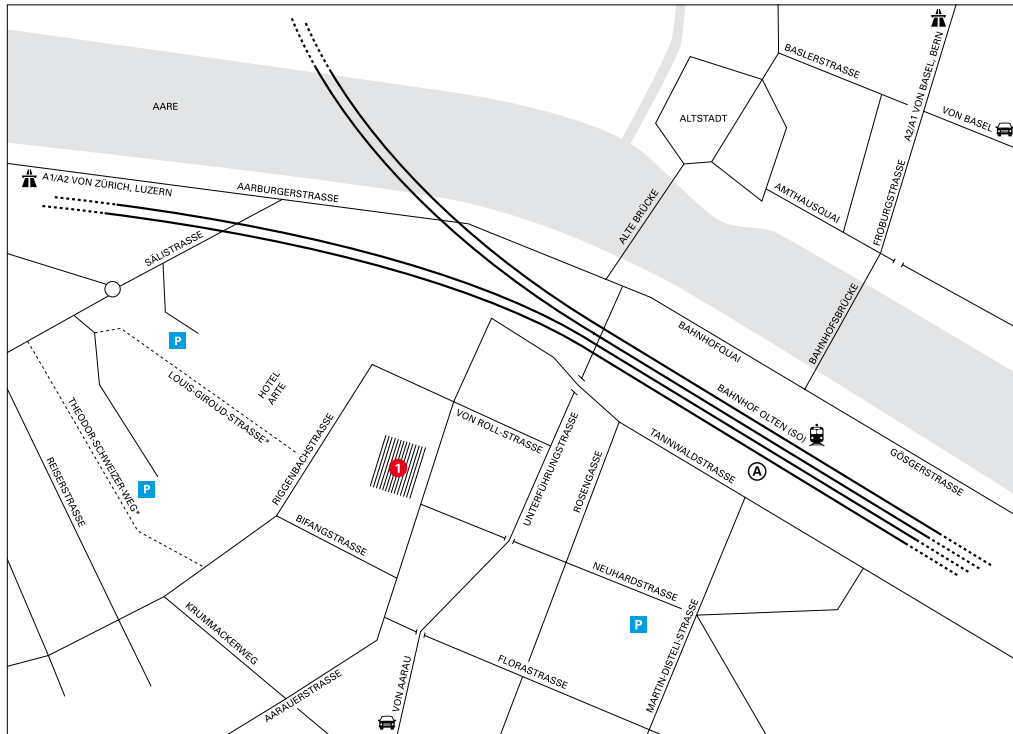 A2/A1 VON BASEL, BERN
BASLERSTRASSE
VON BASEL
AARE
ALTSTADT
A1/A2 VON ZÜRICH, LUZERN
AARBURGERSTRASSE
AMTHAUSQUAI
FROBURGSTRASSE
ALTE BRÜCKE
SÄLISTRASSE
BAHNHOFSBRÜCKE
BAHNHOFQUAI
P
LOUIS-GIROUD-STRASSE*
HOTEL
ARTE
BAHNHOF OLTEN (SO)
THEODOR-SCHWEIZER-WEG*
RIGGENBACHSTRASSE
VON ROLL-STRASSE
UNTERFÜHRUNGSTRASSE
TANNWALDSTRASSE
GÖSGERSTRASSE
REISERSTRASSE
1
A
ROSENGASSE
P
BIFANGSTRASSE
NEUHARDSTRASSE
P
KRUMMACKERWEG
MARTIN-DISTELI-STRASSE
FLORASTRASSE
AARAUERSTRASSE
VON AARAU